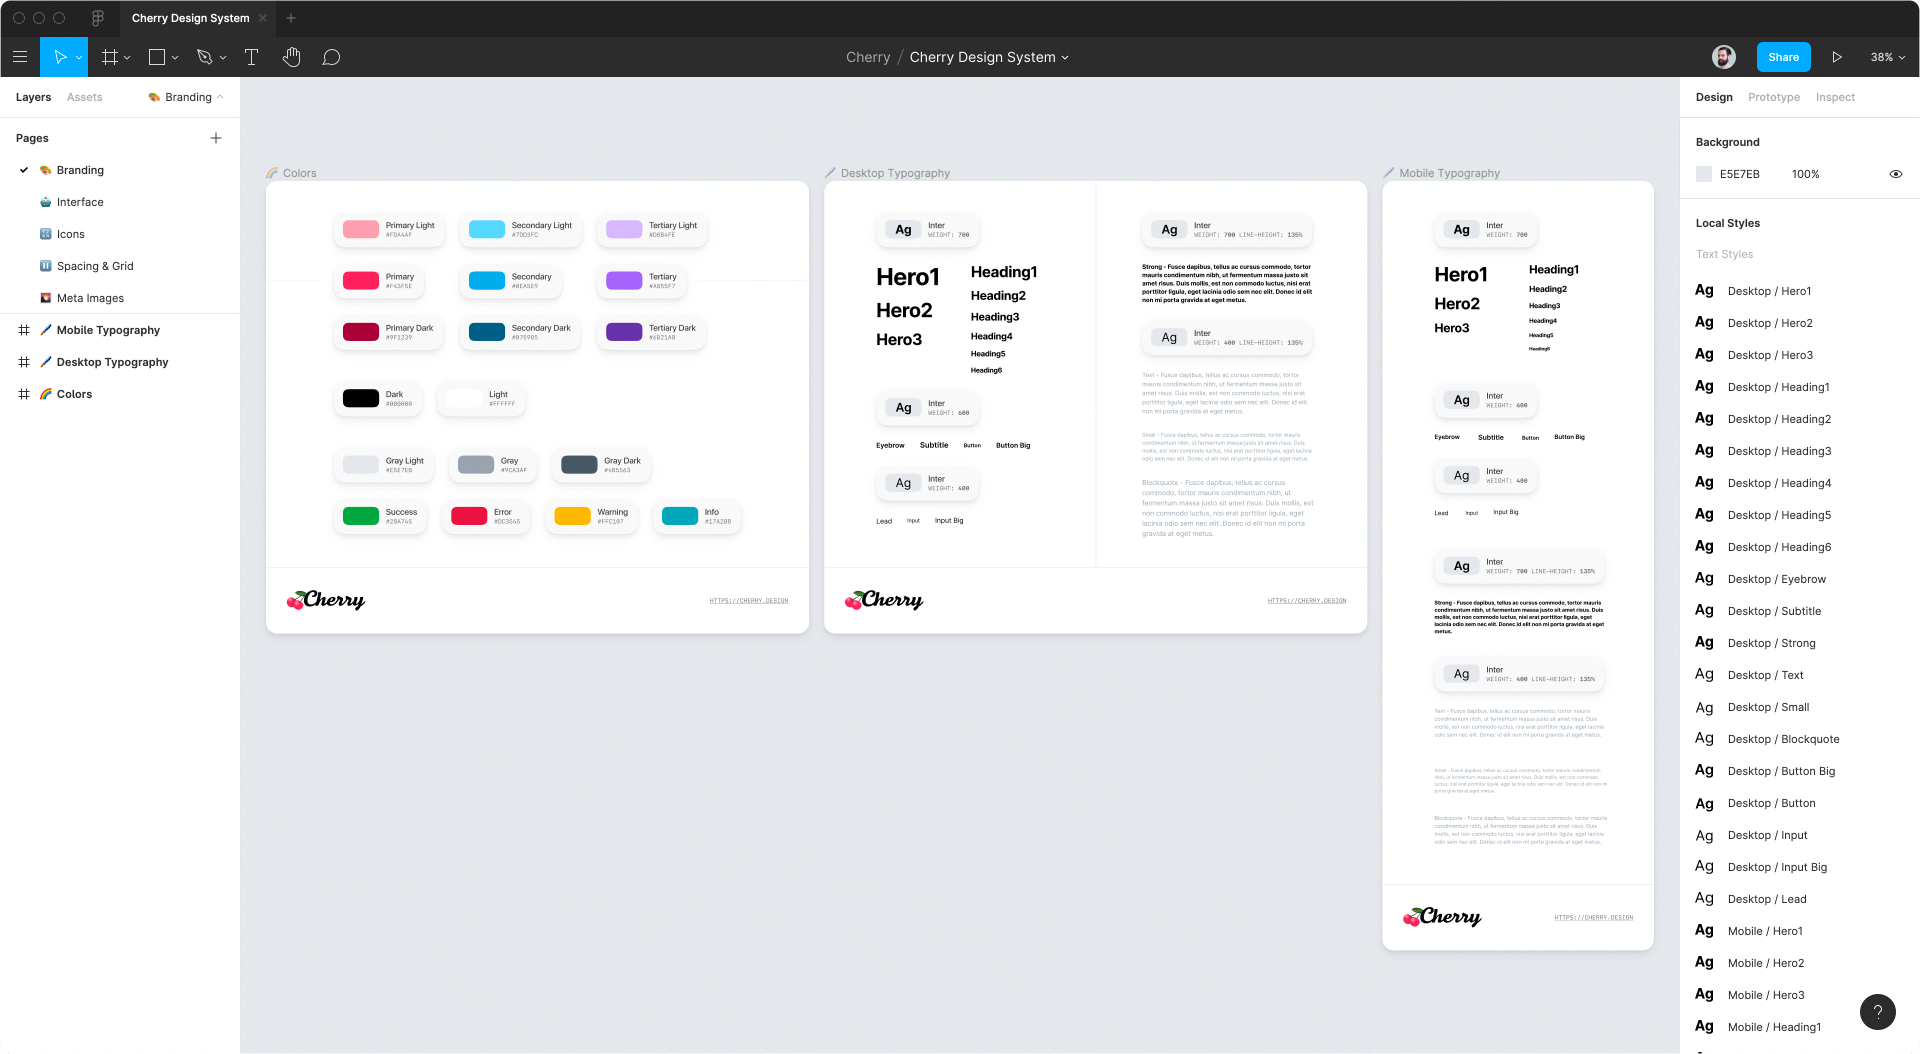 Cherry Design System
Cherry / Cherry Design System
Share
38%
Layers
Assets
Branding
Pages
Branding
Interface
Icons
Spacing & Grid
Meta Images
Mobile Typography
Desktop Typography
Colors
Colors
Primary Light
#FDA4AF
Secondary Light
#7DD3FC
Tertiary Light
#D8B4FE
Primary
#F43F5E
Secondary
#0EA5E9
Tertiary
#A855F7
Primary Dark
#9F1239
Secondary Dark
#075985
Tertiary Dark
#6B21A8
Dark
#000000
Light
#FFFFFF
Gray Light
#E5E7EB
Gray
#9CA3AF
Gray Dark
#4B5563
Success
#28A745
Error
#DC3545
Warning
#FFC107
Info
#17A2B8
Cherry
HTTPS://CHERRY.DESIGN
Desktop Typography
Ag
Inter
WEIGHT: 700
Hero1
Hero2
Hero3
Heading1
Heading2
Heading3
Heading4
Heading5
Heading6
Ag
Inter
WEIGHT: 600
Eyebrow
Subtitle
Button
Button Big
Ag
Inter
WEIGHT: 400
Lead
Input
Input Big
Ag
Inter
WEIGHT: 700 LINE-HEIGHT: 135%
Strong - Fusce dapibus, tellus ac cursus commodo, tortor
mauris condimentum nibh, ut fermentum massa justo sit
amet risus. Duis mollis, est non commodo luctus, nisi erat
porttitor ligula, eget lacinia odio sem nec elit. Donec id elit
non mi porta gravida at eget metus.
Ag
Inter
WEIGHT: 400 LINE-HEIGHT: 135%
Text - Fusce dapibus, tellus ac cursus commodo, tortor
mauris condimentum nibh, ut fermentum massa justo sit
amet risus. Duis mollis, est non commodo luctus, nisi erat
porttitor ligula, eget lacinia odio sem nec elit. Donec id elit
non mi porta gravida at eget metus.
Small - Fusce dapibus, tellus ac cursus commodo, tortor mauris
condimentum nibh, ut fermentum massa justo sit amet risus. Duis
mollis, est non commodo luctus, nisi erat porttitor ligula, eget lacinia
odio sem nec elit. Donec id elit non mi porta gravida at eget metus.
Blockquote - Fusce dapibus, tellus ac cursus
commodo, tortor mauris condimentum nibh, ut
fermentum massa justo sit amet risus. Duis mollis, est
non commodo luctus, nisi erat porttitor ligula, eget
lacinia odio sem nec elit. Donec id elit non mi porta
gravida at eget metus.
Cherry
HTTPS://CHERRY.DESIGN
Mobile Typography
Ag
Inter
WEIGHT: 700
Hero1
Hero2
Hero3
Heading1
Heading2
Heading3
Heading4
Heading5
Heading6
Ag
Inter
WEIGHT: 600
Eyebrow
Subtitle
Button
Button Big
Ag
Inter
WEIGHT: 400
Lead
Input
Input Big
Ag
Inter
WEIGHT: 700 LINE-HEIGHT: 135%
Strong - Fusce dapibus, tellus ac cursus commodo, tortor mauris
condimentum nibh, ut fermentum massa justo sit amet risus. Duis
mollis, est non commodo luctus, nisi erat porttitor ligula, eget
lacinia odio sem nec elit. Donec id elit non mi porta gravida at eget
metus.
Ag
Inter
WEIGHT: 400 LINE-HEIGHT: 135%
Text - Fusce dapibus, tellus ac cursus commodo, tortor mauris
condimentum nibh, ut fermentum massa justo sit amet risus. Duis
mollis, est non commodo luctus, nisi erat porttitor ligula, eget lacinia
odio sem nec elit. Donec id elit non mi porta gravida at eget metus.
Small - Fusce dapibus, tellus ac cursus commodo, tortor mauris condimentum
nibh, ut fermentum massa justo sit amet risus. Duis mollis, est non commodo
luctus, nisi erat porttitor ligula, eget lacinia odio sem nec elit. Donec id elit non mi
porta gravida at eget metus.
Blockquote - Fusce dapibus, tellus ac cursus commodo, tortor mauris
condimentum nibh, ut fermentum massa justo sit amet risus. Duis
mollis, est non commodo luctus, nisi erat porttitor ligula, eget lacinia
odio sem nec elit. Donec id elit non mi porta gravida at eget metus.
Cherry
HTTPS://CHERRY.DESIGN
Design
Prototype
Inspect
Background
E5E7EB
100%
Local Styles
Text Styles
Ag Desktop / Hero1
Ag Desktop / Hero2
Ag Desktop / Hero3
Ag Desktop / Heading1
Ag Desktop / Heading2
Ag Desktop / Heading3
Ag Desktop / Heading4
Ag Desktop / Heading5
Ag Desktop / Heading6
Ag Desktop / Eyebrow
Ag Desktop / Subtitle
Ag Desktop / Strong
Ag Desktop / Text
Ag Desktop / Small
Ag Desktop / Blockquote
Ag Desktop / Button Big
Ag Desktop / Button
Ag Desktop / Input
Ag Desktop / Input Big
Ag Desktop / Lead
Ag Mobile / Hero1
Ag Mobile / Hero2
Ag Mobile / Hero3
Ag Mobile / Heading1
?